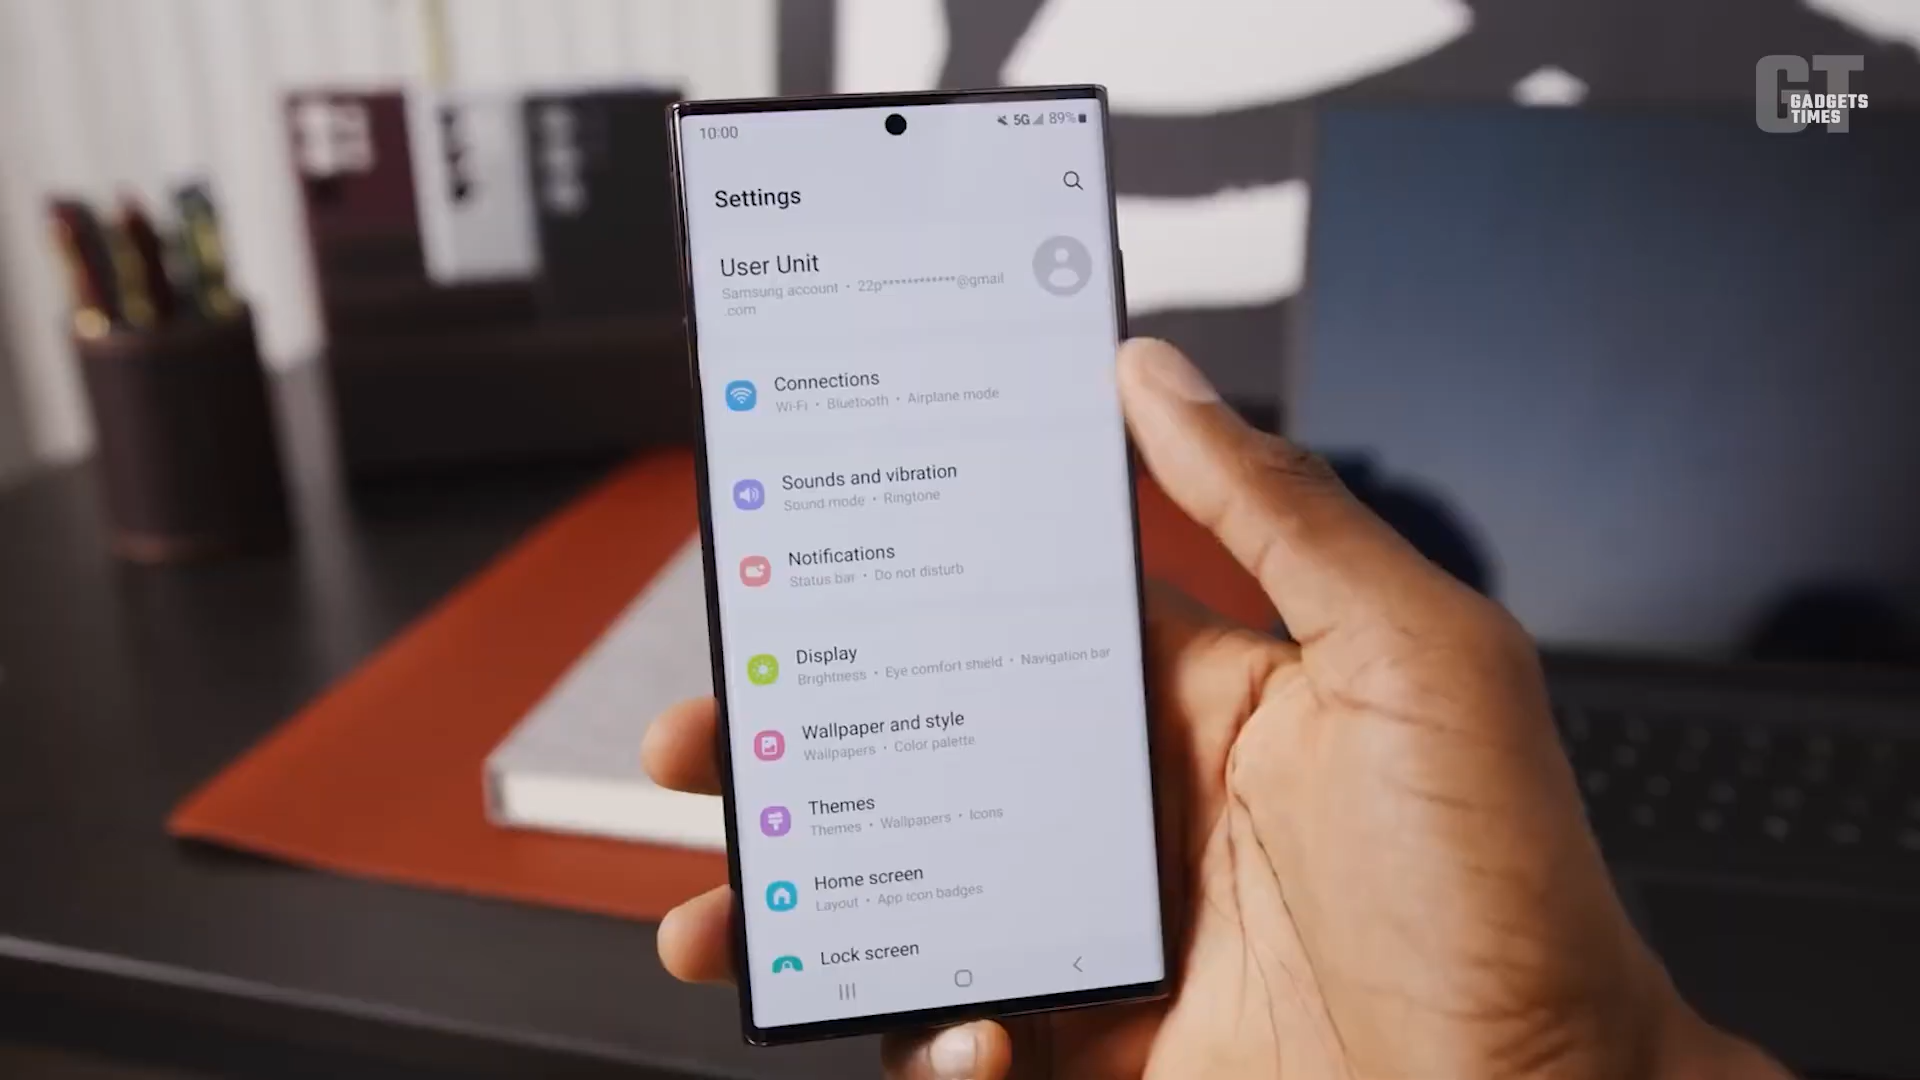 GT GADGETS
TIMES
10:00
5G 89%
Settings
User Unit
Samsung account • 22p************@gmail
.com
Connections
Wi-Fi • Bluetooth • Airplane mode
Sounds and vibration
Sound mode • Ringtone
Notifications
Status bar • Do not disturb
Display
Brightness • Eye comfort shield • Navigation bar
Wallpaper and style
Wallpapers • Color palette
Themes
Themes • Wallpapers • Icons
Home screen
Layout • App icon badges
Lock screen